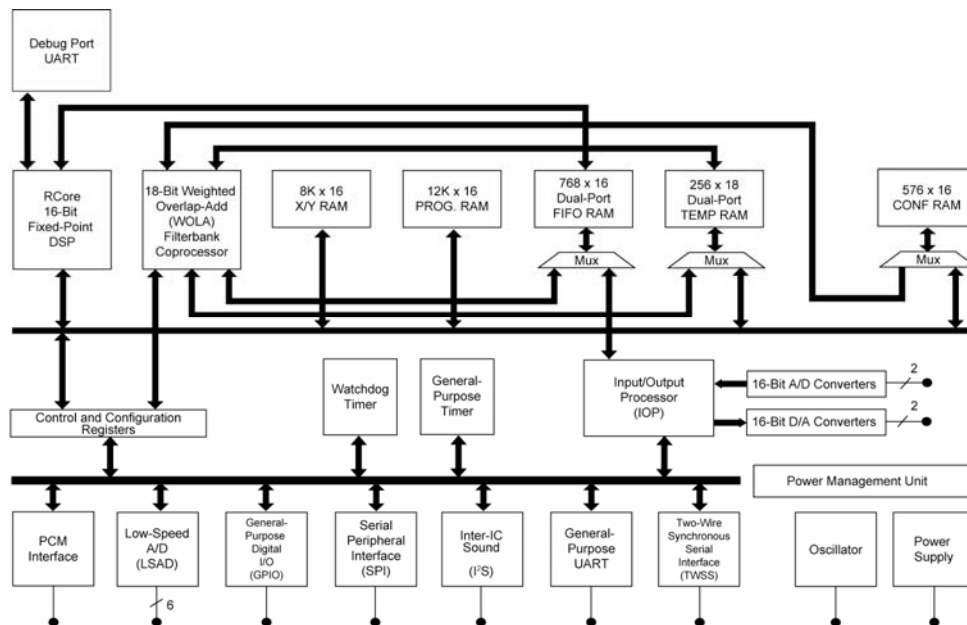 Debug Port
UART
RCore
16-Bit
Fixed-Point
DSP
18-Bit Weighted
Overlap-Add
(WOLA)
Filterbank
Coprocessor
8K x 16
X/Y RAM
12K x 16
PROG. RAM
768 x 16
Dual-Port
FIFO RAM
256 x 18
Dual-Port
TEMP RAM
576 x 16
CONF RAM
Mux
Mux
Mux
Control and Configuration
Registers
Watchdog
Timer
General-
Purpose
Timer
Input/Output
Processor
(IOP)
16-Bit A/D Converters
2
16-Bit D/A Converters
2
Power Management Unit
PCM
Interface
Low-Speed
A/D
(LSAD)
6
General-
Purpose
Digital
I/O
(GPIO)
Serial
Peripheral
Interface
(SPI)
Inter-IC
Sound
(I²S)
General-
Purpose
UART
Two-Wire
Synchronous
Serial
Interface
(TWSS)
Oscillator
Power
Supply